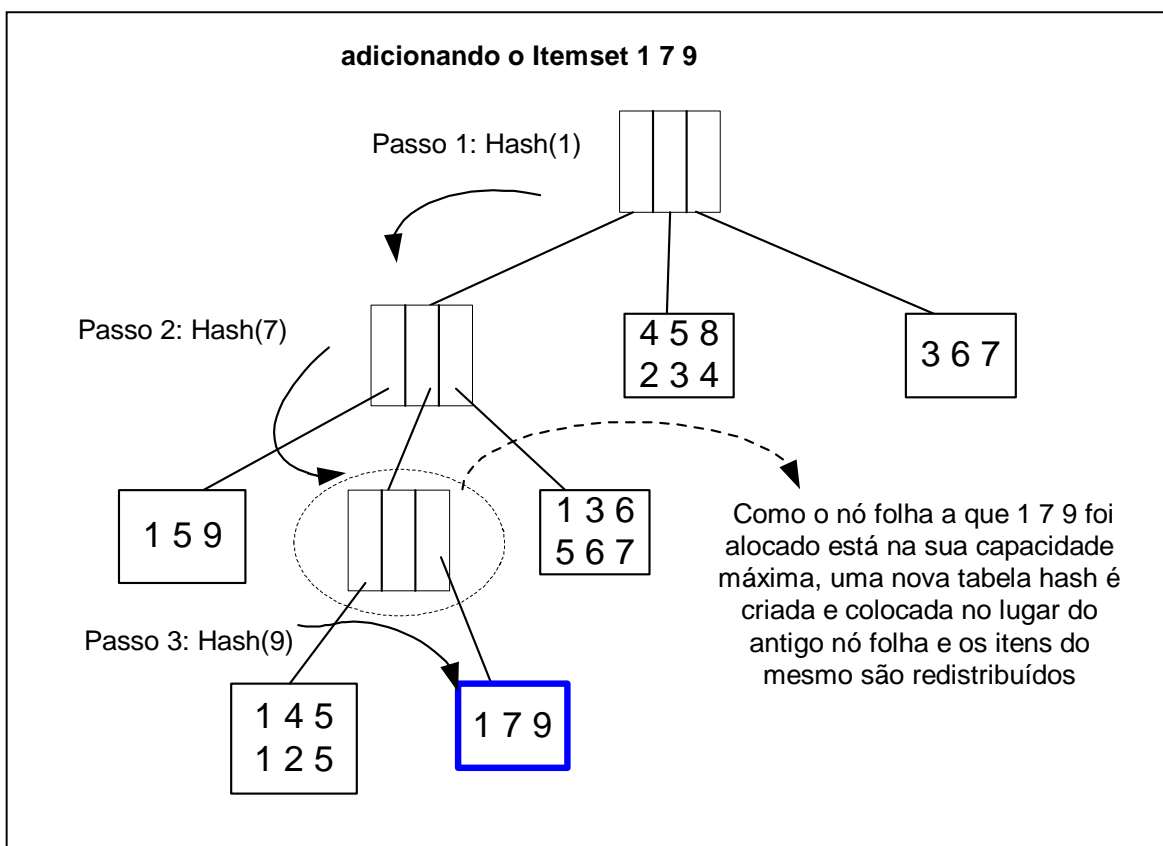 adicionando o Itemset 1 7 9
Passo 1: Hash(1)
Passo 2: Hash(7)
4 5 8
2 3 4
3 6 7
1 5 9
1 3 6
5 6 7
Como o nó folha a que 1 7 9 foi
alocado está na sua capacidade
máxima, uma nova tabela hash é
criada e colocada no lugar do
antigo nó folha e os itens do
mesmo são redistribuídos
Passo 3: Hash(9)
1 4 5
1 2 5
1 7 9